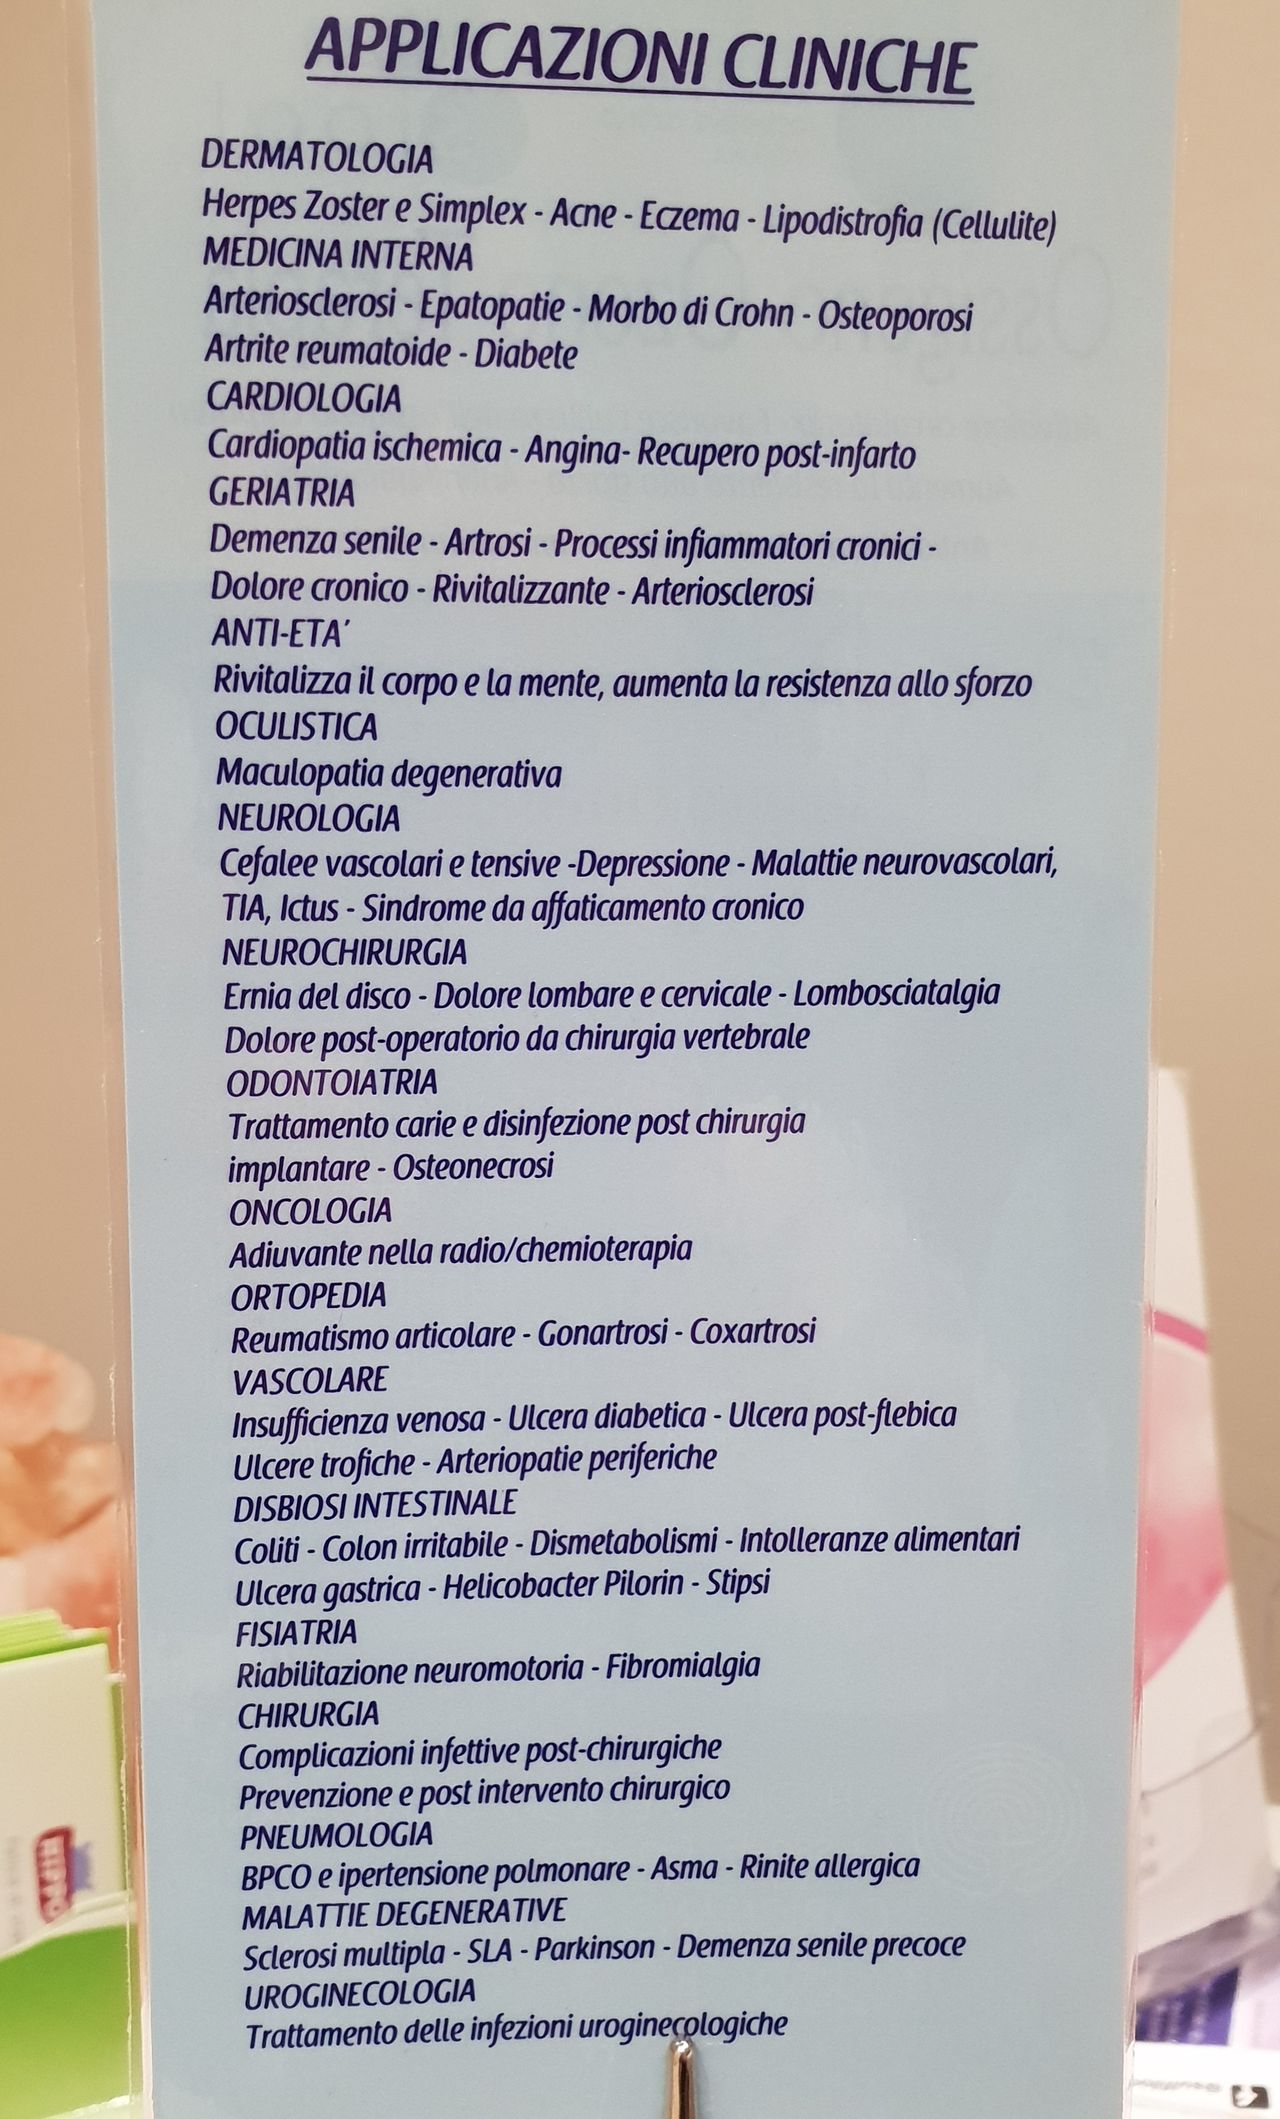 APPLICAZIONI CLINICHE
DERMATOLOGIA
Herpes Zoster e Simplex - Acne - Eczema - Lipodistrofia (Cellulite)
MEDICINA INTERNA
Arteriosclerosi - Epatopatie - Morbo di Crohn - Osteoporosi
Artrite reumatoide - Diabete
CARDIOLOGIA
Cardiopatia ischemica - Angina- Recupero post-infarto
GERIATRIA
Demenza senile - Artrosi - Processi infiammatori cronici -
Dolore cronico - Rivitalizzante - Arteriosclerosi
ANTI-ETA'
Rivitalizza il corpo e la mente, aumenta la resistenza allo sforzo
OCULISTICA
Maculopatia degenerativa
NEUROLOGIA
Cefalee vascolari e tensive -Depressione - Malattie neurovascolari,
TIA, Ictus - Sindrome da affaticamento cronico
NEUROCHIRURGIA
Ernia del disco - Dolore lombare e cervicale - Lombosciatalgia
Dolore post-operatorio da chirurgia vertebrale
ODONTOIATRIA
Trattamento carie e disinfezione post chirurgia
implantare - Osteonecrosi
ONCOLOGIA
Adiuvante nella radio/chemioterapia
ORTOPEDIA
Reumatismo articolare - Gonartrosi - Coxartrosi
VASCOLARE
Insufficienza venosa - Ulcera diabetica - Ulcera post-flebica
Ulcere trofiche - Arteriopatie periferiche
DISBIOSI INTESTINALE
Coliti - Colon irritabile - Dismetabolismi - Intolleranze alimentari
Ulcera gastrica - Helicobacter Pilorin - Stipsi
FISIATRIA
Riabilitazione neuromotoria - Fibromialgia
CHIRURGIA
Complicazioni infettive post-chirurgiche
Prevenzione e post intervento chirurgico
PNEUMOLOGIA
BPCO e ipertensione polmonare - Asma - Rinite allergica
MALATTIE DEGENERATIVE
Sclerosi multipla - SLA - Parkinson - Demenza senile precoce
UROGINECOLOGIA
Trattamento delle infezioni uroginecologiche